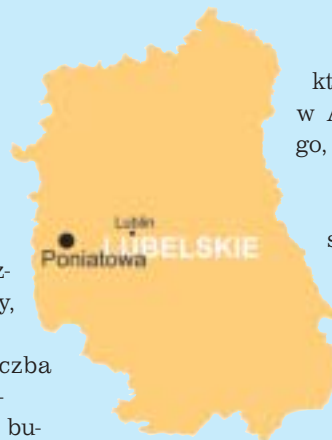 kt
w A
go,
s
Lublin
LUBELSKIE
Poniatowa
z-
y,
czba
-
bu-